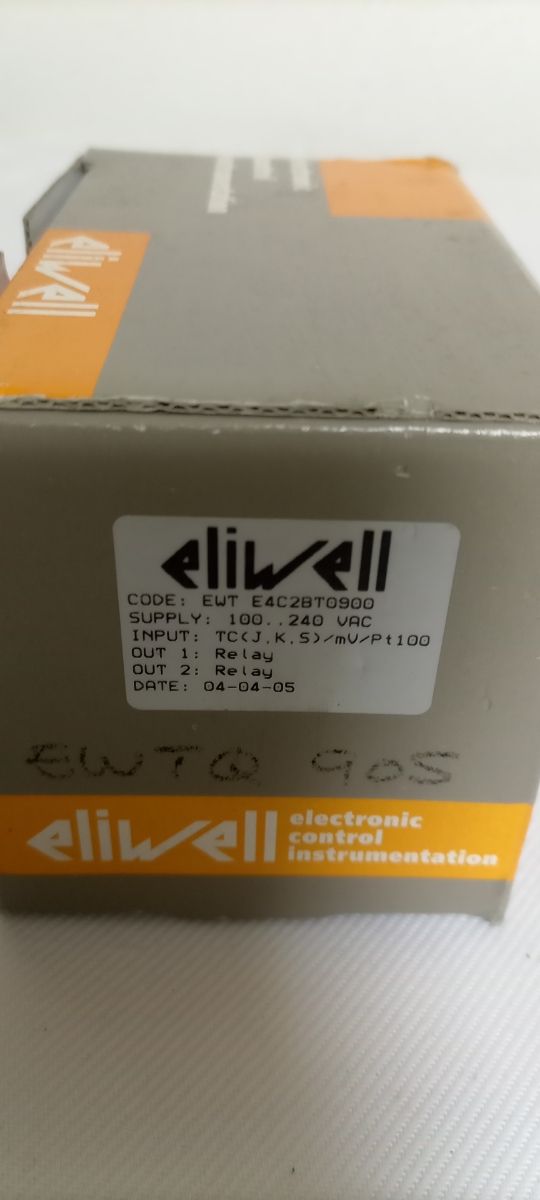 eliwell
eliwell
CODE: EWT E4C2BT0900
SUPPLY: 100..240 VAC
INPUT: TC(J,K,S)/mV/Pt100
OUT 1: Relay
OUT 2: Relay
DATE: 04-04-05
EWTQ 905
eliwell
electronic
control
instrumentation